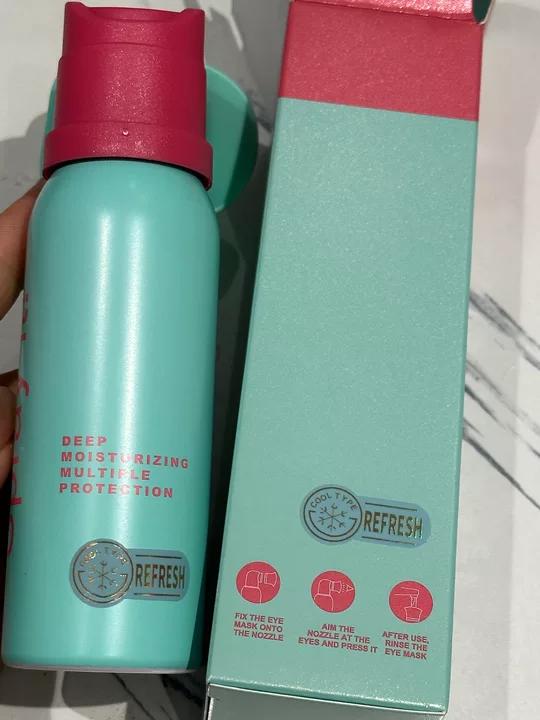 DEEP
MOISTURIZING
MULTIPLE
PROTECTION
COOL TYPE
REFRESH
COOL TYPE
REFRESH
FIX THE EYE
MASK ONTO
THE NOZZLE
AIM THE
NOZZLE AT THE
EYES AND PRESS IT
AFTER USE,
RINSE THE
EYE MASK